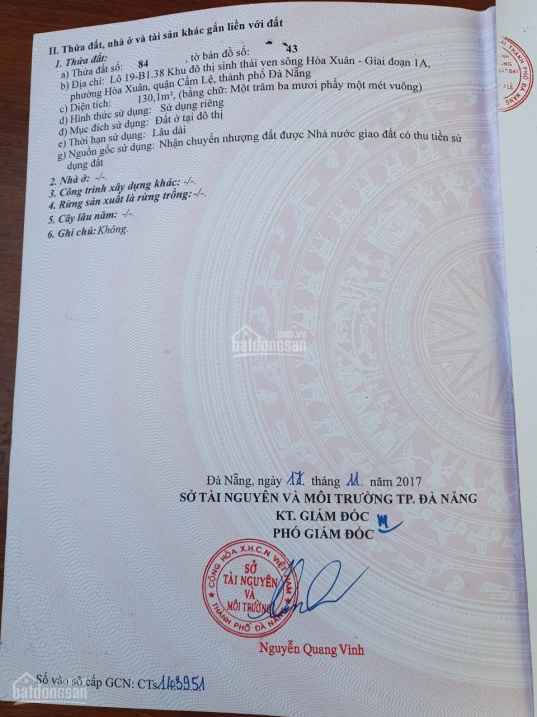 II. Thửa đất, nhà ở và tài sản khác gắn liền với đất
1. Thửa đất:
a) Thửa đất số: 84 , tờ bản đồ số: 43
b) Địa chỉ: Lô 19-B1.38 Khu đô thị sinh thái ven sông Hòa Xuân - Giai đoạn 1A,
phường Hòa Xuân, quận Cẩm Lệ, thành phố Đà Nẵng
c) Diện tích: 130,1m², (bằng chữ: Một trăm ba mươi phẩy một mét vuông)
d) Hình thức sử dụng: Sử dụng riêng
đ) Mục đích sử dụng: Đất ở tại đô thị
e) Thời hạn sử dụng: Lâu dài
g) Nguồn gốc sử dụng: Nhận chuyển nhượng đất được Nhà nước giao đất có thu tiền sử
dụng đất
2. Nhà ở: -/-
3. Công trình xây dựng khác: -/-
4. Rừng sản xuất là rừng trồng: -/-
5. Cây lâu năm: -/-
6. Ghi chú: Không.
batdongsan
.com.vn
Đà Nẵng, ngày 17 tháng 11 năm 2017
SỞ TÀI NGUYÊN VÀ MÔI TRƯỜNG TP. ĐÀ NẴNG
KT. GIÁM ĐỐC
PHÓ GIÁM ĐỐC
CỘNG HÒA X.H.C.N VIỆT NAM
SỞ
TÀI NGUYÊN
VÀ
MÔI TRƯỜNG
THÀNH PHỐ ĐÀ NẴNG
Nguyễn Quang Vinh
Số vào sổ cấp GCN: CTs 143951
batdongsan